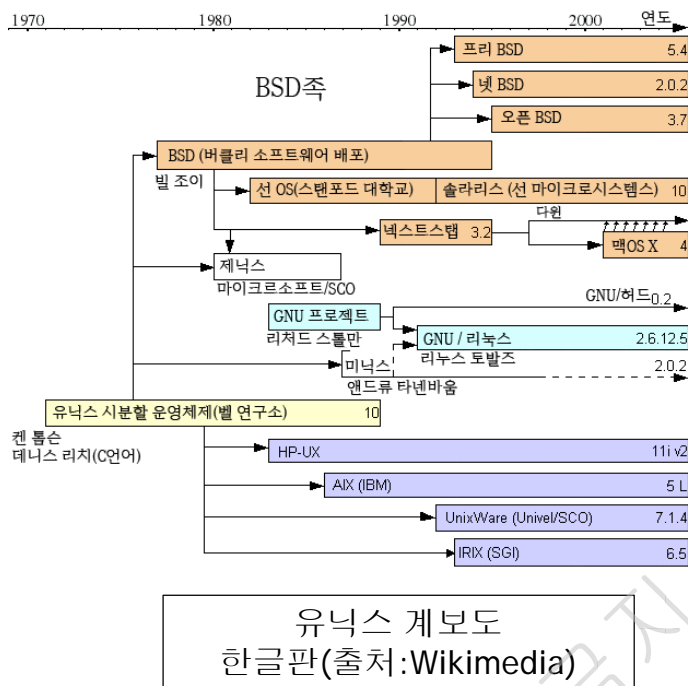 1970 1980 1990 2000 연도
프리 BSD 5.4
BSD족
넷 BSD 2.0.2
오픈 BSD 3.7
BSD (버클리 소프트웨어 배포)
빌 조이
선 OS(스탠포드 대학교) 솔라리스 (선 마이크로시스템스) 10
다윈
넥스트스탭 3.2
맥OS X 4
제닉스
마이크르소프트/SCO
GNU/허드 0.2
GNU 프로젝트
리처드 스톨만
GNU / 리눅스 2.6.12.5
리누스 토발즈
미닉스 2.0.2
앤드류 타넨바움
유닉스 시분할 운영체제(벨 연구소) 10
켄 톰슨
데니스 리치(C언어)
HP-UX 11i v2
AIX (IBM) 5 L
UnixWare (Univel/SCO) 7.1.4
IRIX (SGI) 6.5
유닉스 계보도
한글판(출처:Wikimedia)